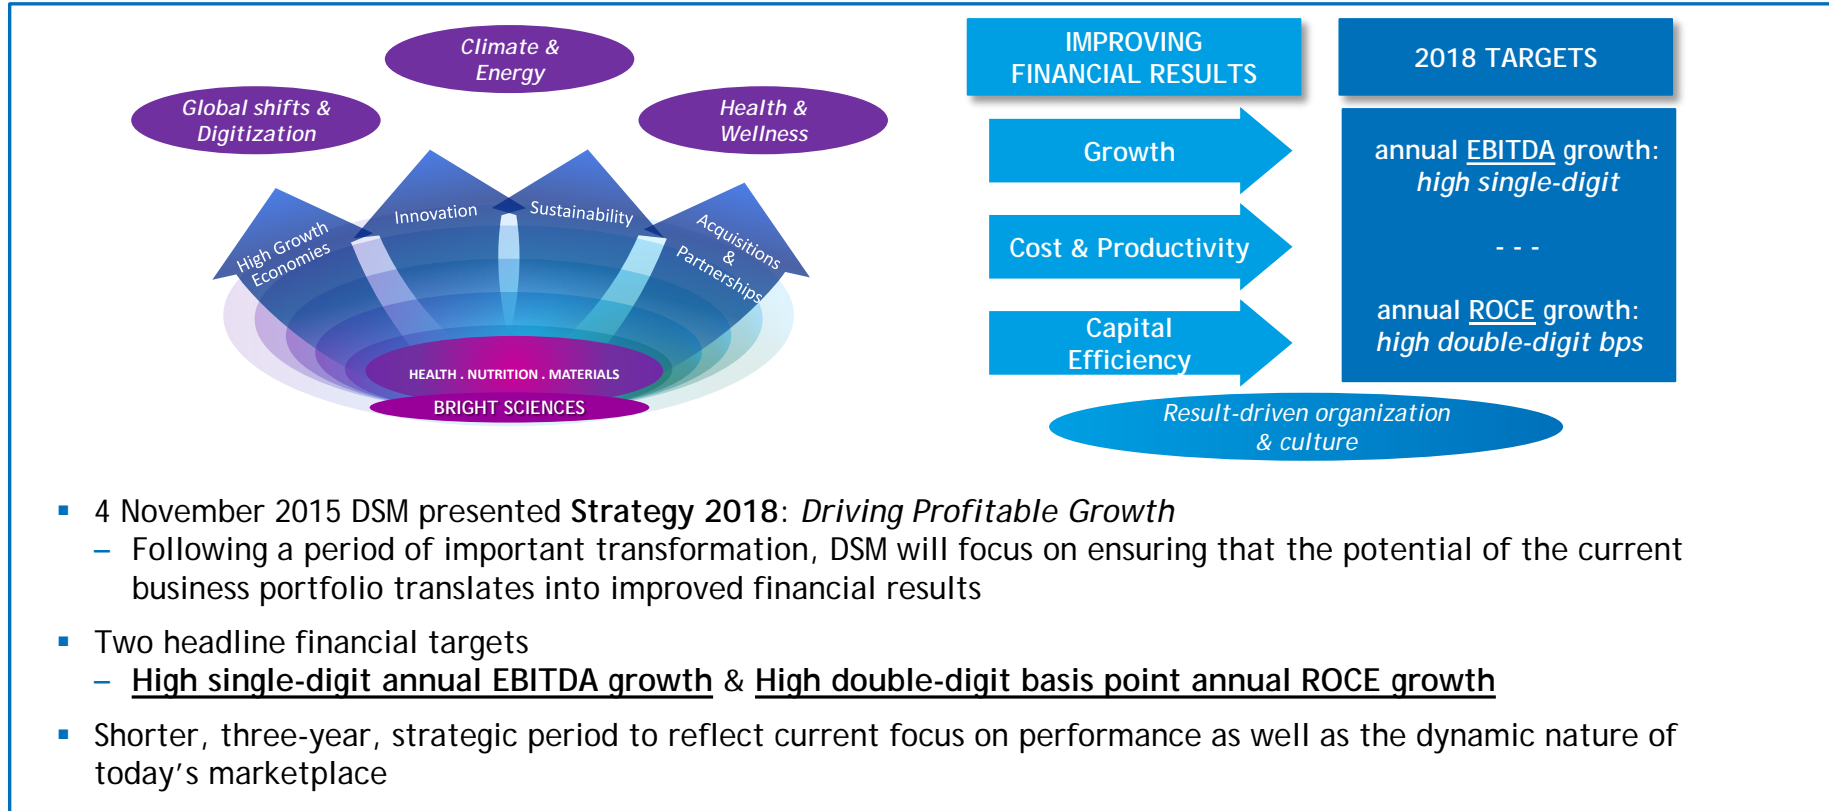 Climate &
Energy
Global shifts &
Digitization
Health &
Wellness
High Growth
Economies
Innovation
Sustainability
Acquisitions
&
Partnerships
HEALTH . NUTRITION . MATERIALS
BRIGHT SCIENCES
IMPROVING
FINANCIAL RESULTS
2018 TARGETS
Growth
Cost & Productivity
Capital
Efficiency
annual EBITDA growth:
high single-digit
- - -
annual ROCE growth:
high double-digit bps
Result-driven organization
& culture
▪ 4 November 2015 DSM presented Strategy 2018: Driving Profitable Growth
– Following a period of important transformation, DSM will focus on ensuring that the potential of the current
business portfolio translates into improved financial results
▪ Two headline financial targets
– High single-digit annual EBITDA growth & High double-digit basis point annual ROCE growth
▪ Shorter, three-year, strategic period to reflect current focus on performance as well as the dynamic nature of
today's marketplace